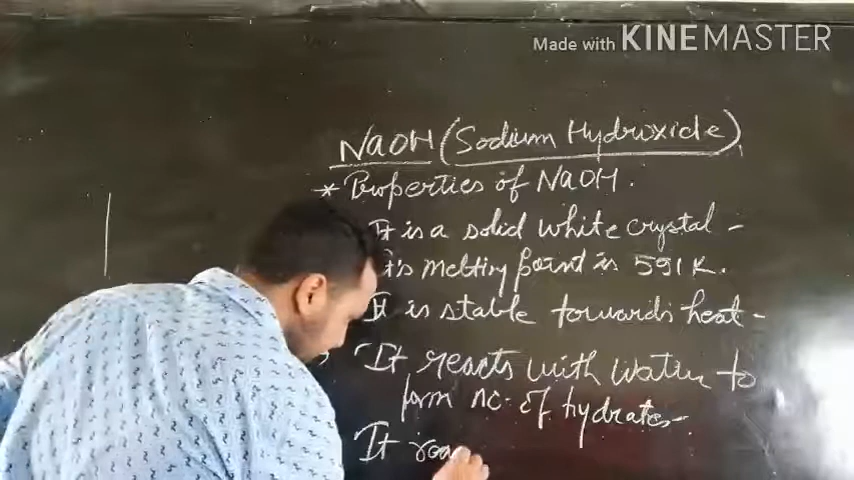 Made with KINEMASTER
NaOH (Sodium Hydroxide)
* Properties of NaOH.
It is a solid white crystal -
its melting point is 591 K.
It is stable towards heat -
It reacts with water to
form no. of hydrates -
It